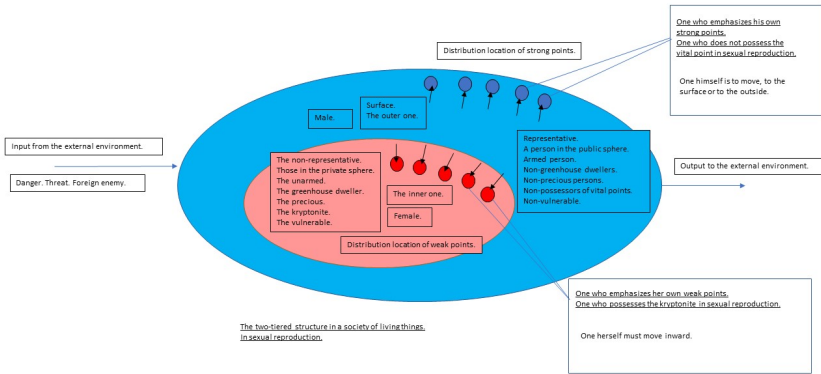 One who emphasizes his own
strong points.
One who does not possess the
vital point in sexual reproduction.
One himself is to move, to the
surface or to the outside.
Distribution location of strong points.
Male.
Surface.
The outer one.
Input from the external environment.
Danger. Threat. Foreign enemy.
The non-representative.
Those in the private sphere.
The unarmed.
The greenhouse dweller.
The precious.
The kryptonite.
The vulnerable.
The inner one.
Female.
Distribution location of weak points.
Representative.
A person in the public sphere.
Armed person.
Non-greenhouse dwellers.
Non-precious persons.
Non-possessors of vital points.
Non-vulnerable.
Output to the external environment.
One who emphasizes her own weak points.
One who possesses the kryptonite in sexual reproduction.
One herself must move inward.
The two-tiered structure in a society of living things.
In sexual reproduction.